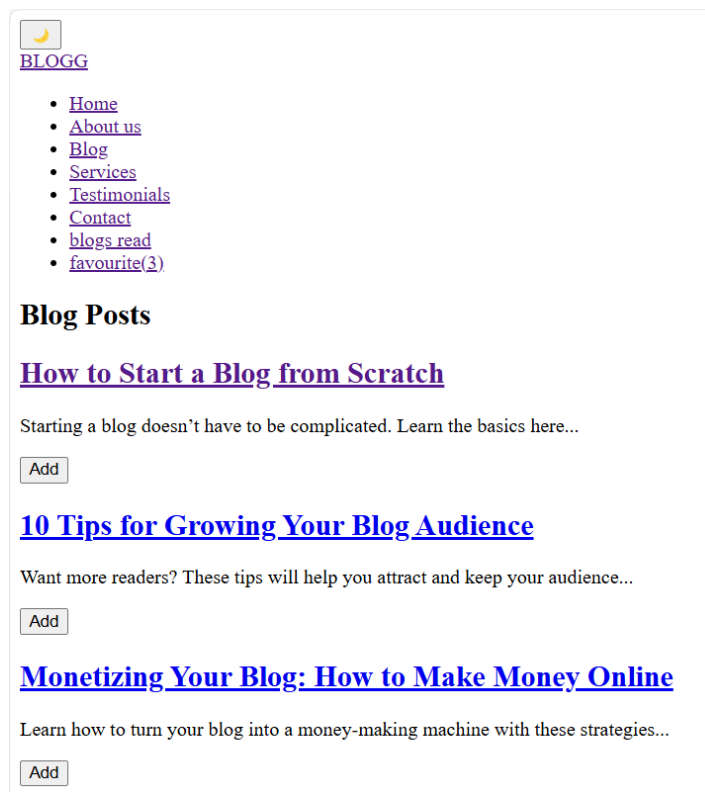 BLOGG
Home
About us
Blog
Services
Testimonials
Contact
blogs read
favourite(3)
Blog Posts
How to Start a Blog from Scratch
Starting a blog doesn’t have to be complicated. Learn the basics here...
Add
10 Tips for Growing Your Blog Audience
Want more readers? These tips will help you attract and keep your audience...
Add
Monetizing Your Blog: How to Make Money Online
Learn how to turn your blog into a money-making machine with these strategies...
Add